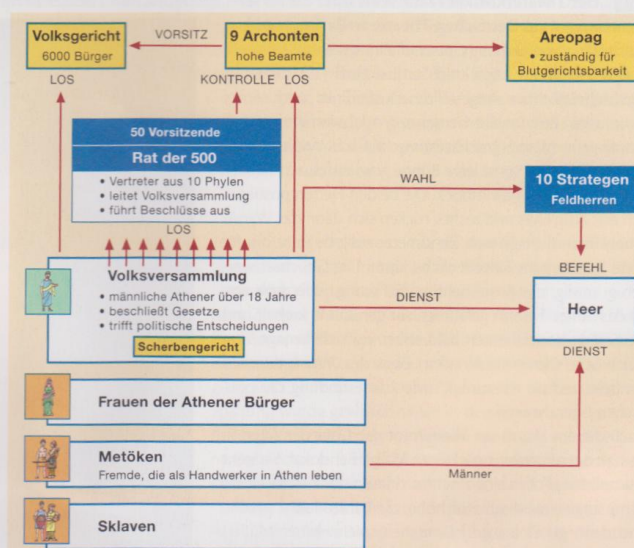 Volksgericht
6000 Bürger
VORSITZ
9 Archonten
hohe Beamte
Areopag
• zuständig für
Blutgerichtsbarkeit
LOS
KONTROLLE
LOS
50 Vorsitzende
Rat der 500
• Vertreter aus 10 Phylen
• leitet Volksversammlung
• führt Beschlüsse aus
WAHL
10 Strategen
Feldherren
LOS
BEFEHL
Volksversammlung
• männliche Athener über 18 Jahre
• beschließt Gesetze
• trifft politische Entscheidungen
Scherbengericht
DIENST
Heer
DIENST
Frauen der Athener Bürger
Metöken
Fremde, die als Handwerker in Athen leben
Männer
Sklaven